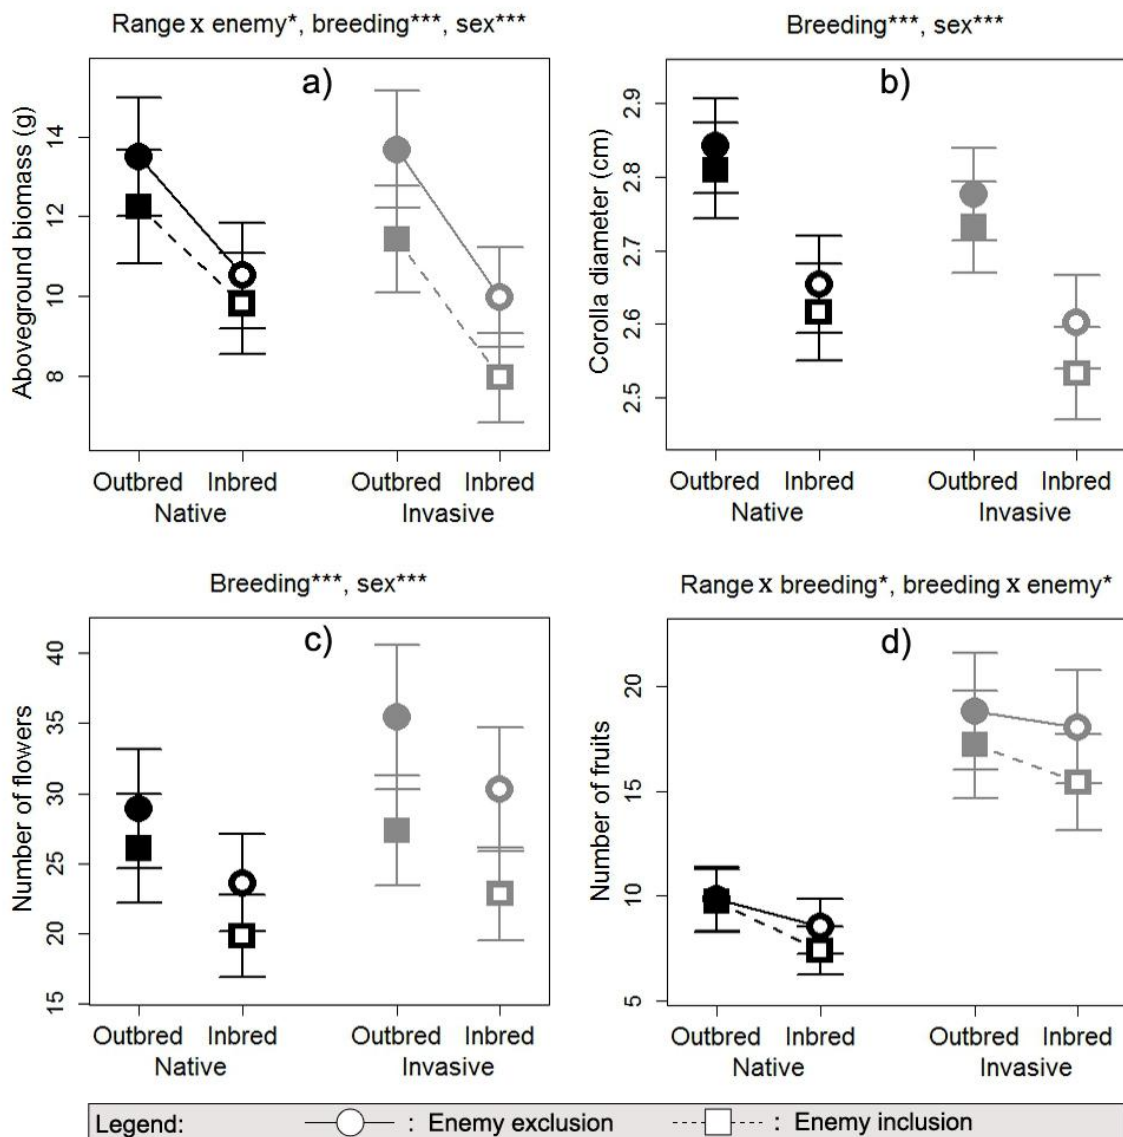 Range x enemy*, breeding***, sex***
a)
Aboveground biomass (g)
14
12
10
8
Outbred Inbred Outbred Inbred
Native Invasive
Breeding***, sex***
b)
Corolla diameter (cm)
2.9
2.8
2.7
2.6
2.5
Outbred Inbred Outbred Inbred
Native Invasive
Breeding***, sex***
c)
Number of flowers
40
35
30
25
20
15
Outbred Inbred Outbred Inbred
Native Invasive
Range x breeding*, breeding x enemy*
d)
Number of fruits
20
15
10
5
Outbred Inbred Outbred Inbred
Native Invasive
Legend: : Enemy exclusion : Enemy inclusion